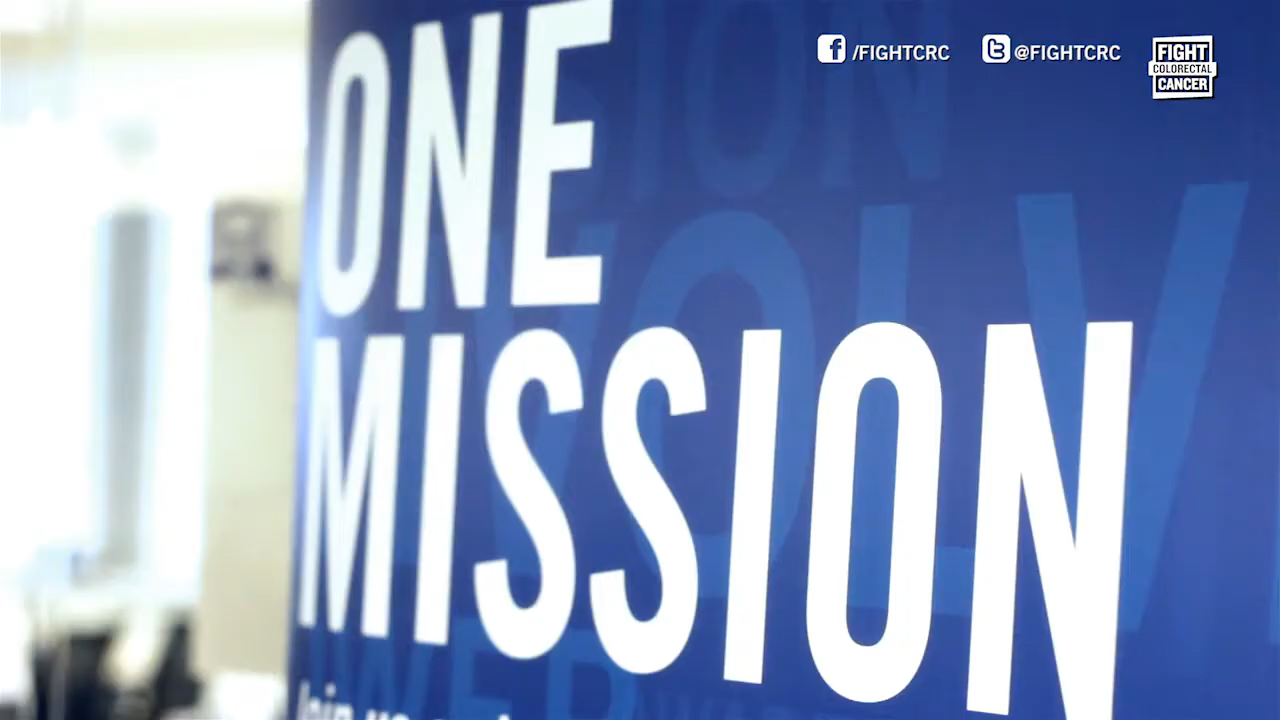 /FIGHTCRC
@FIGHTCRC
FIGHT
COLORECTAL
CANCER
ONE
MISSION